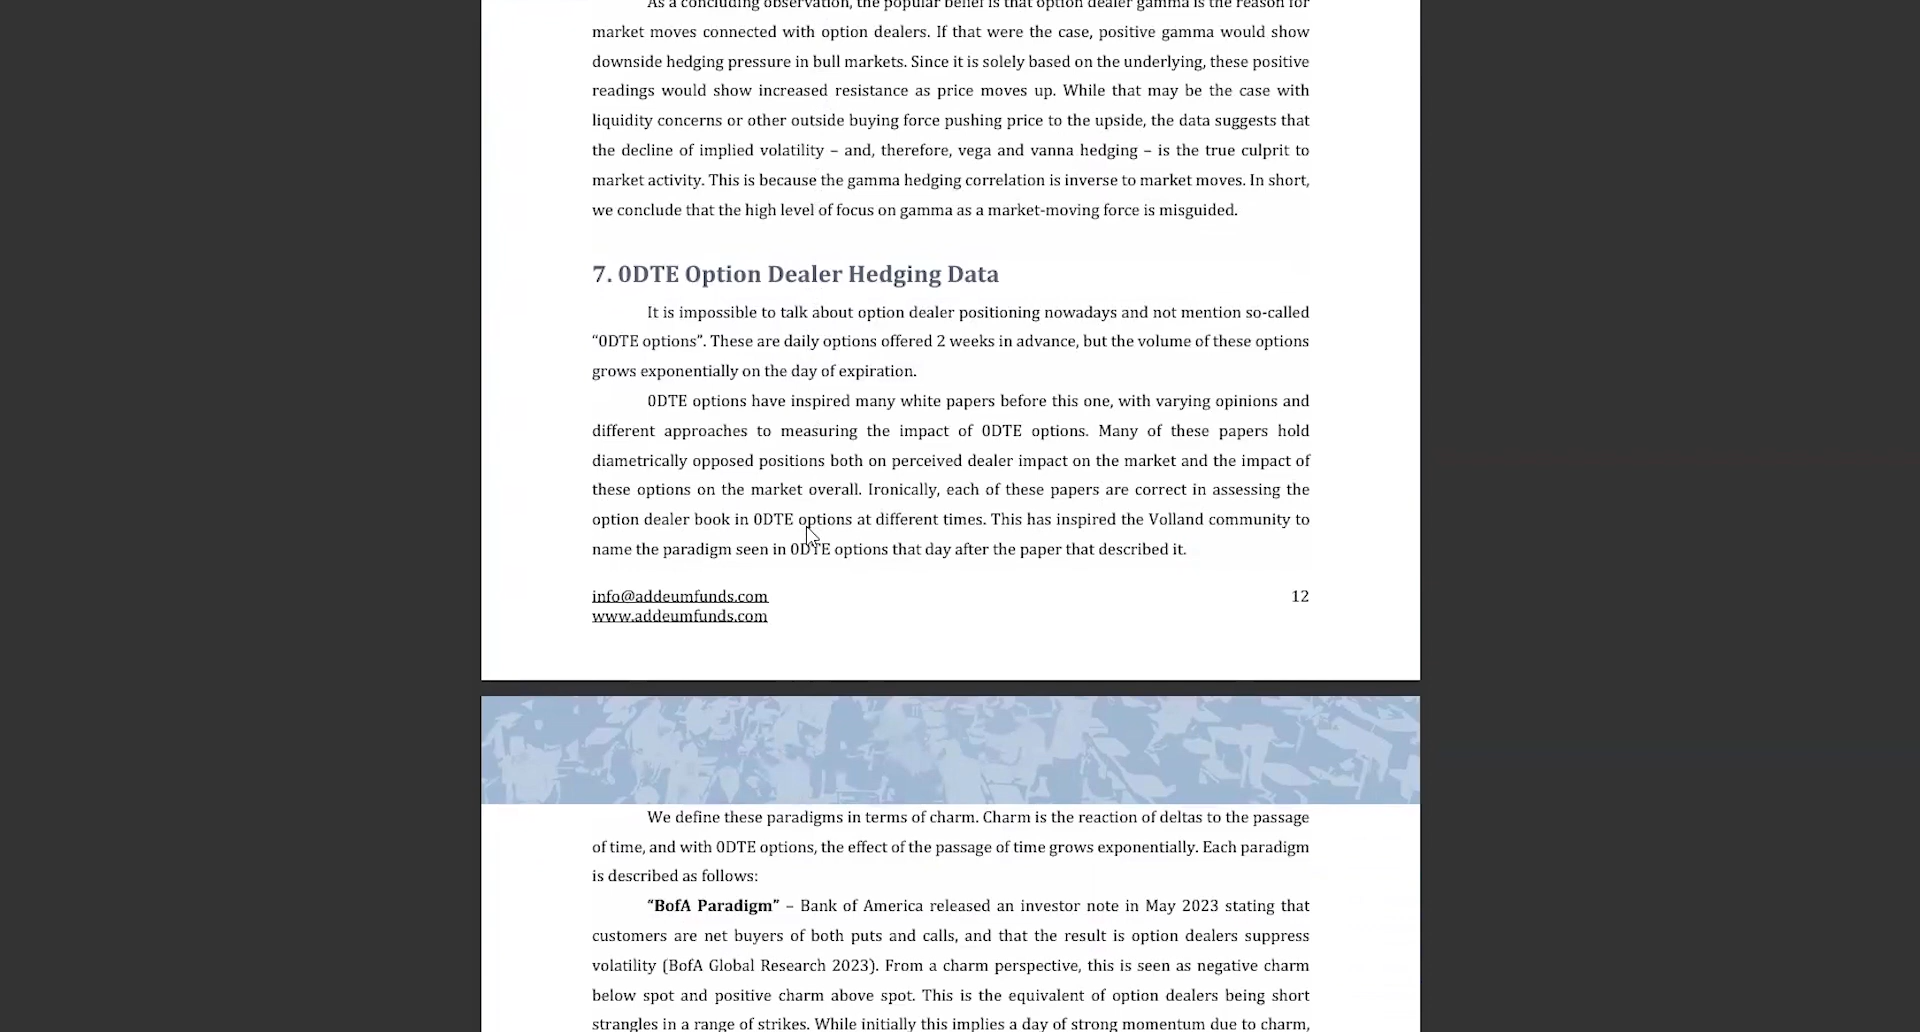 As a concluding observation, the popular belief is that option dealer gamma is the reason for
market moves connected with option dealers. If that were the case, positive gamma would show
downside hedging pressure in bull markets. Since it is solely based on the underlying, these positive
readings would show increased resistance as price moves up. While that may be the case with
liquidity concerns or other outside buying force pushing price to the upside, the data suggests that
the decline of implied volatility – and, therefore, vega and vanna hedging – is the true culprit to
market activity. This is because the gamma hedging correlation is inverse to market moves. In short,
we conclude that the high level of focus on gamma as a market-moving force is misguided.
7. 0DTE Option Dealer Hedging Data
It is impossible to talk about option dealer positioning nowadays and not mention so-called
“0DTE options”. These are daily options offered 2 weeks in advance, but the volume of these options
grows exponentially on the day of expiration.
0DTE options have inspired many white papers before this one, with varying opinions and
different approaches to measuring the impact of 0DTE options. Many of these papers hold
diametrically opposed positions both on perceived dealer impact on the market and the impact of
these options on the market overall. Ironically, each of these papers are correct in assessing the
option dealer book in 0DTE options at different times. This has inspired the Volland community to
name the paradigm seen in 0DTE options that day after the paper that described it.
info@addeumfunds.com 12
www.addeumfunds.com
We define these paradigms in terms of charm. Charm is the reaction of deltas to the passage
of time, and with 0DTE options, the effect of the passage of time grows exponentially. Each paradigm
is described as follows:
“BofA Paradigm” – Bank of America released an investor note in May 2023 stating that
customers are net buyers of both puts and calls, and that the result is option dealers suppress
volatility (BofA Global Research 2023). From a charm perspective, this is seen as negative charm
below spot and positive charm above spot. This is the equivalent of option dealers being short
strangles in a range of strikes. While initially this implies a day of strong momentum due to charm,